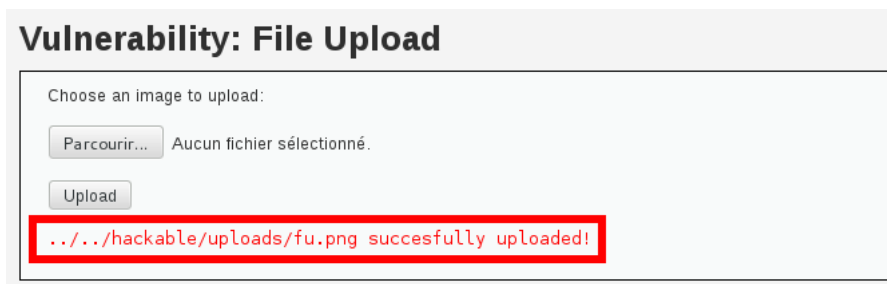 Vulnerability: File Upload
Choose an image to upload:
Parcourir... Aucun fichier sélectionné.
Upload
../../hackable/uploads/fu.png succesfully uploaded!